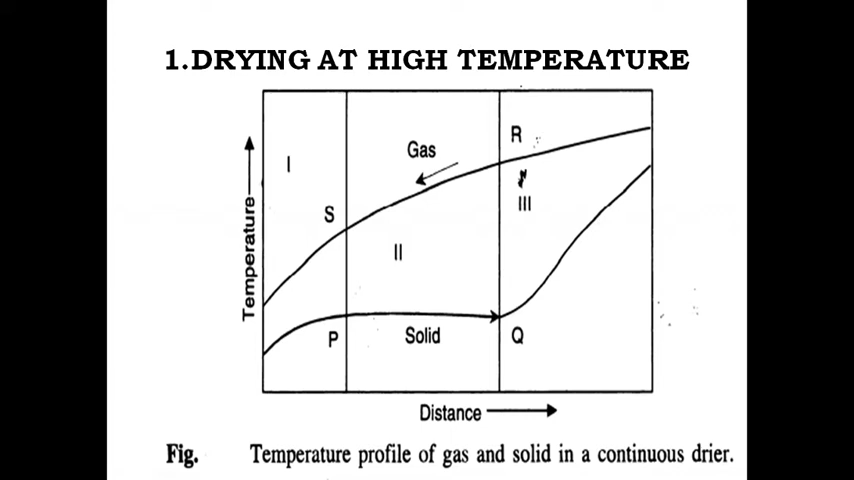 1.DRYING AT HIGH TEMPERATURE
R
Gas
I
III
S
II
Temperature
P
Solid
Q
Distance
Fig. Temperature profile of gas and solid in a continuous drier.